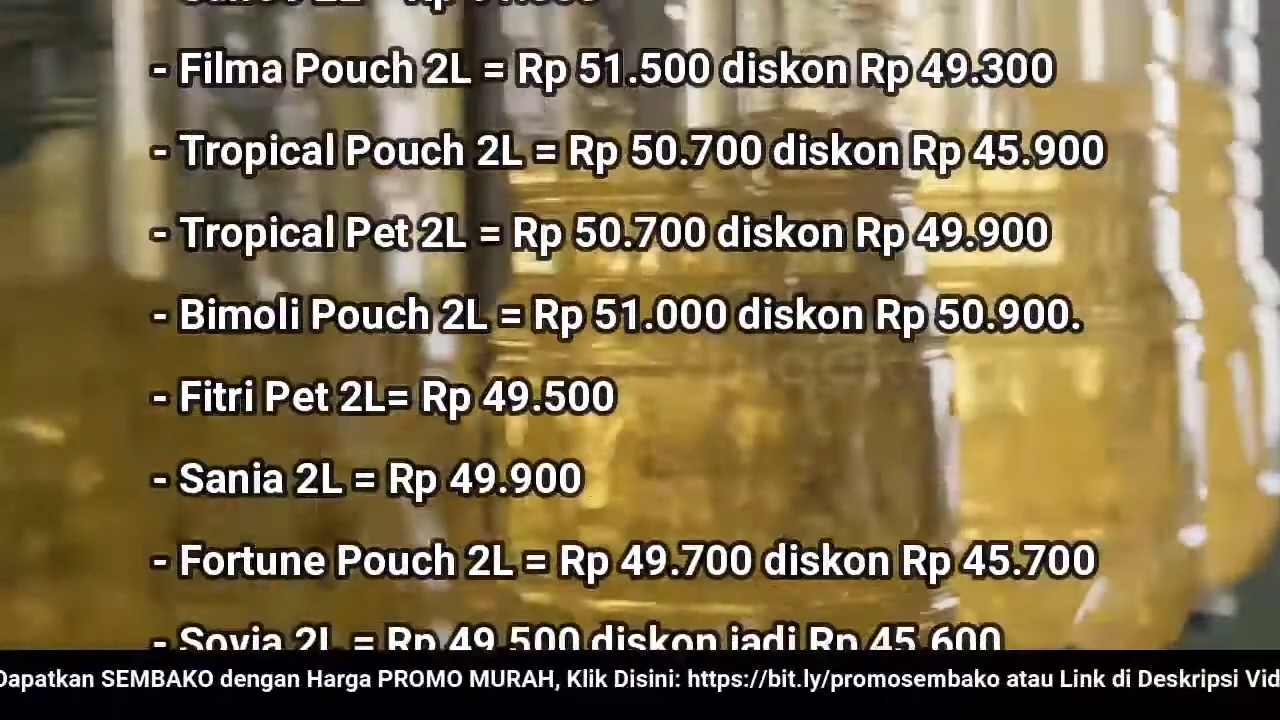 - Filma Pouch 2L = Rp 51.500 diskon Rp 49.300
- Tropical Pouch 2L = Rp 50.700 diskon Rp 45.900
- Tropical Pet 2L = Rp 50.700 diskon Rp 49.900
- Bimoli Pouch 2L = Rp 51.000 diskon Rp 50.900.
- Fitri Pet 2L= Rp 49.500
- Sania 2L = Rp 49.900
- Fortune Pouch 2L = Rp 49.700 diskon Rp 45.700
- Sovia 2L = Rp 49.500 diskon jadi Rp 45.600
Dapatkan SEMBAKO dengan Harga PROMO MURAH, Klik Disini: https://bit.ly/promosembako atau Link di Deskripsi Vid